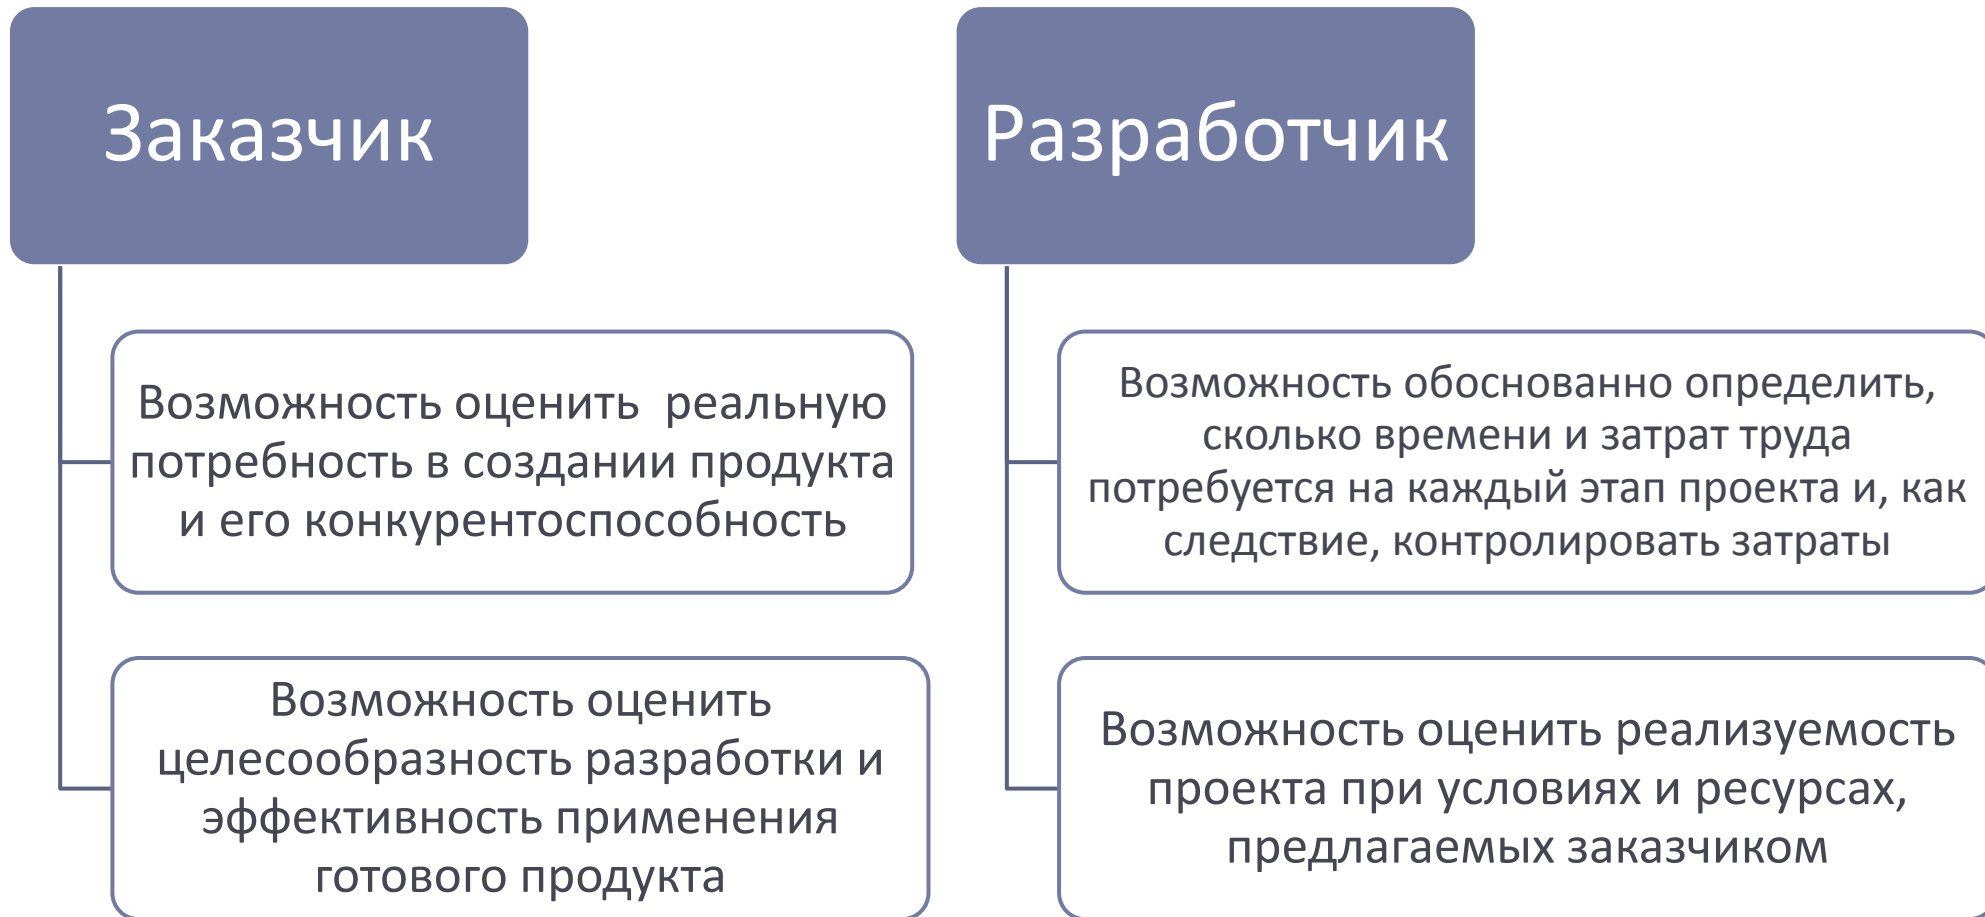 Заказчик
Возможность оценить  реальную
потребность в создании продукта
и его конкурентоспособность
Возможность оценить
целесообразность разработки и
эффективность применения
готового продукта
Разработчик
Возможность обоснованно определить,
сколько времени и затрат труда
потребуется на каждый этап проекта и, как
следствие, контролировать затраты
Возможность оценить реализуемость
проекта при условиях и ресурсах,
предлагаемых заказчиком